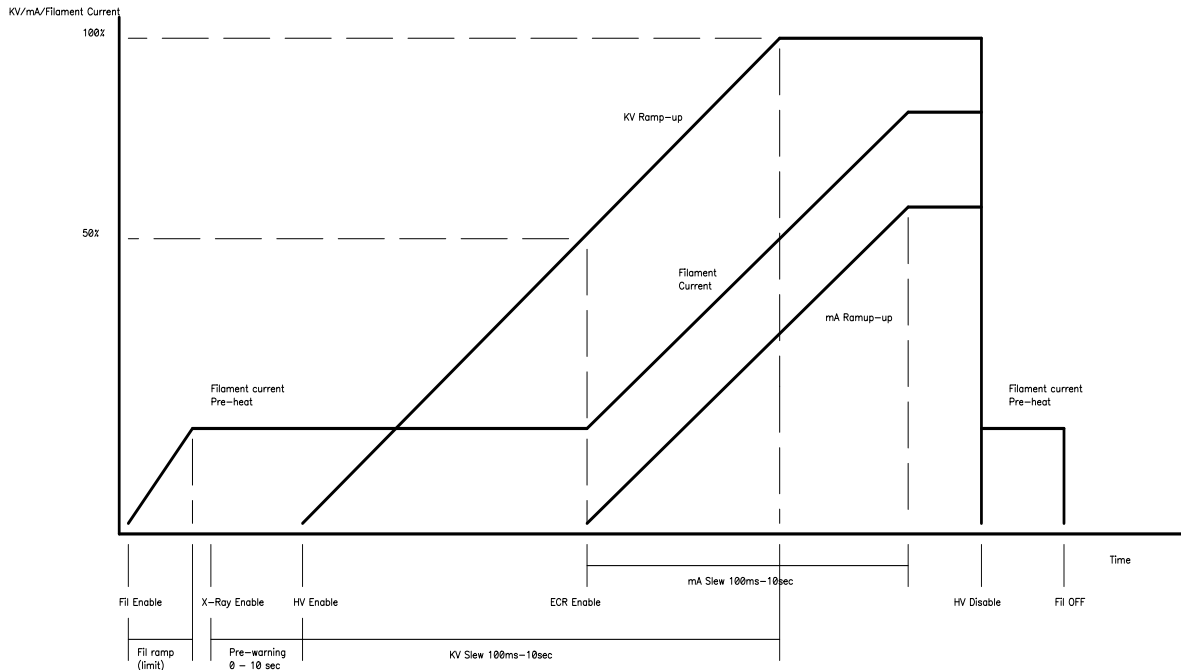 KV/mA/Filament Current
100%
KV Ramp-up
50%
Filament
Current
mA Ramup-up
Filament current
Pre-heat
Filament current
Pre-heat
Time
mA Slew 100ms-10sec
Fil Enable
X-Ray Enable
HV Enable
ECR Enable
HV Disable
Fil OFF
Fil ramp
(limit)
Pre-warning
0 - 10 sec
KV Slew 100ms-10sec